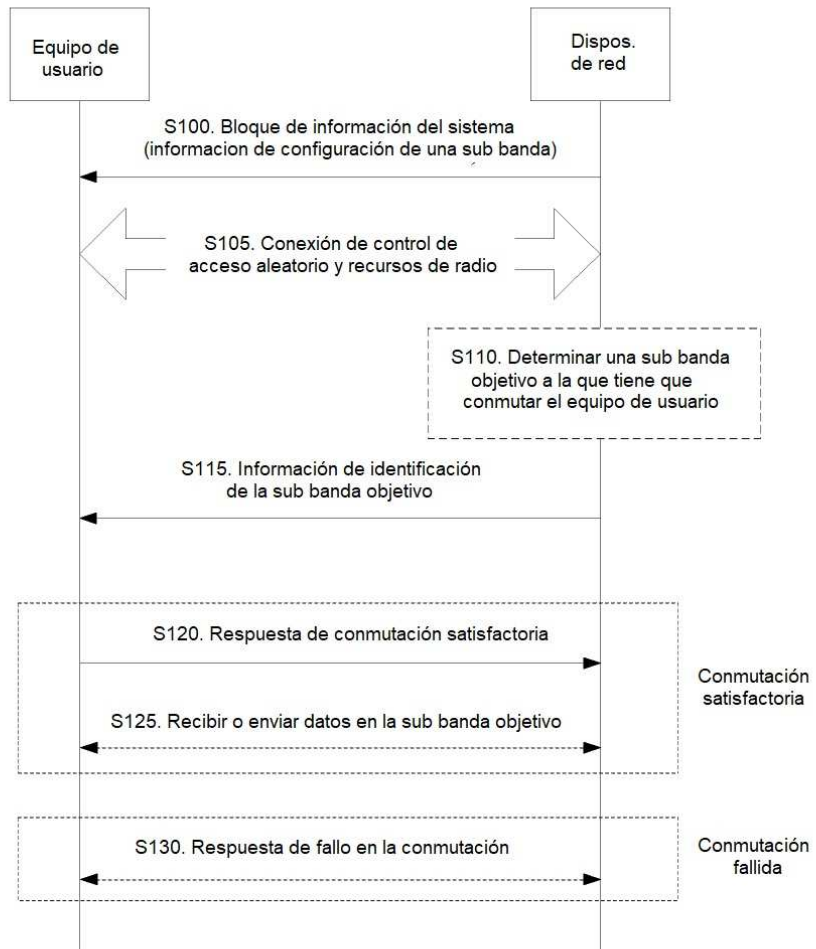 Equipo de
usuario
Dispos.
de red
S100. Bloque de información del sistema
(informacion de configuración de una sub banda)
S105. Conexión de control de
acceso aleatorio y recursos de radio
S110. Determinar una sub banda
objetivo a la que tiene que
conmutar el equipo de usuario
S115. Información de identificación
de la sub banda objetivo
S120. Respuesta de conmutación satisfactoria
S125. Recibir o enviar datos en la sub banda objetivo
Conmutación
satisfactoria
S130. Respuesta de fallo en la conmutación
Conmutación
fallida